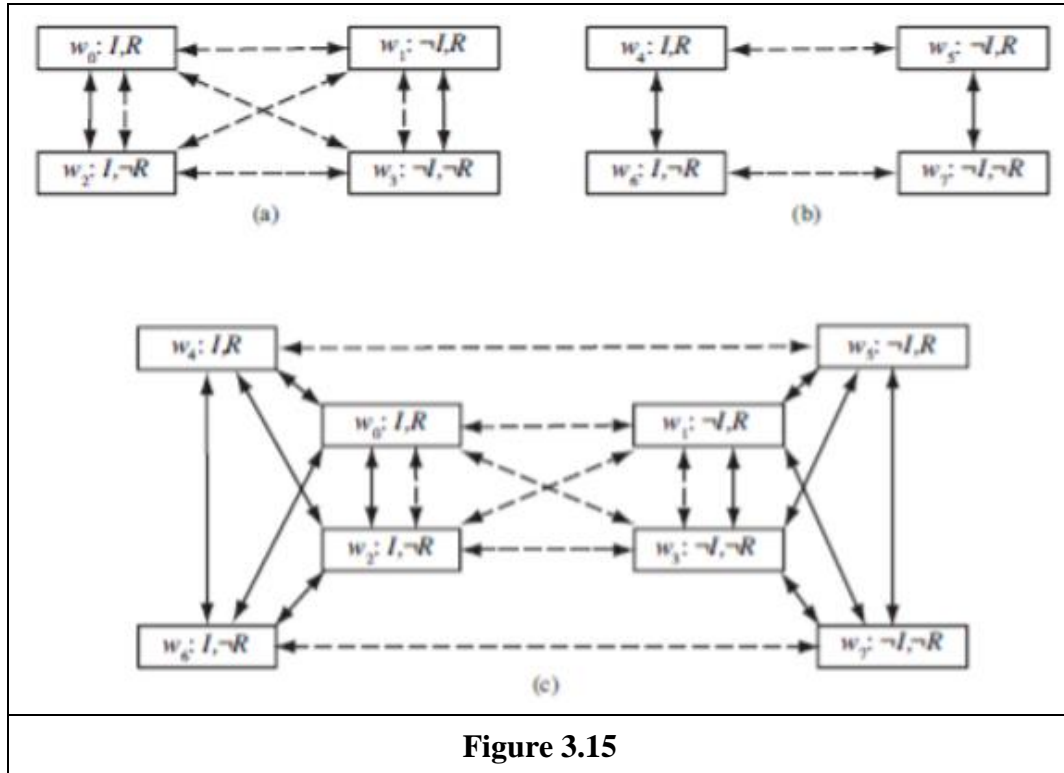 w₀: I,R
w₁: ¬I,R
w₄: I,R
w₅: ¬I,R
w₂: I,¬R
w₃: ¬I,¬R
w₆: I,¬R
w₇: ¬I,¬R
(a)
(b)
w₄: I,R
w₅: ¬I,R
w₀: I,R
w₁: ¬I,R
w₂: I,¬R
w₃: ¬I,¬R
w₆: I,¬R
w₇: ¬I,¬R
(c)
Figure 3.15